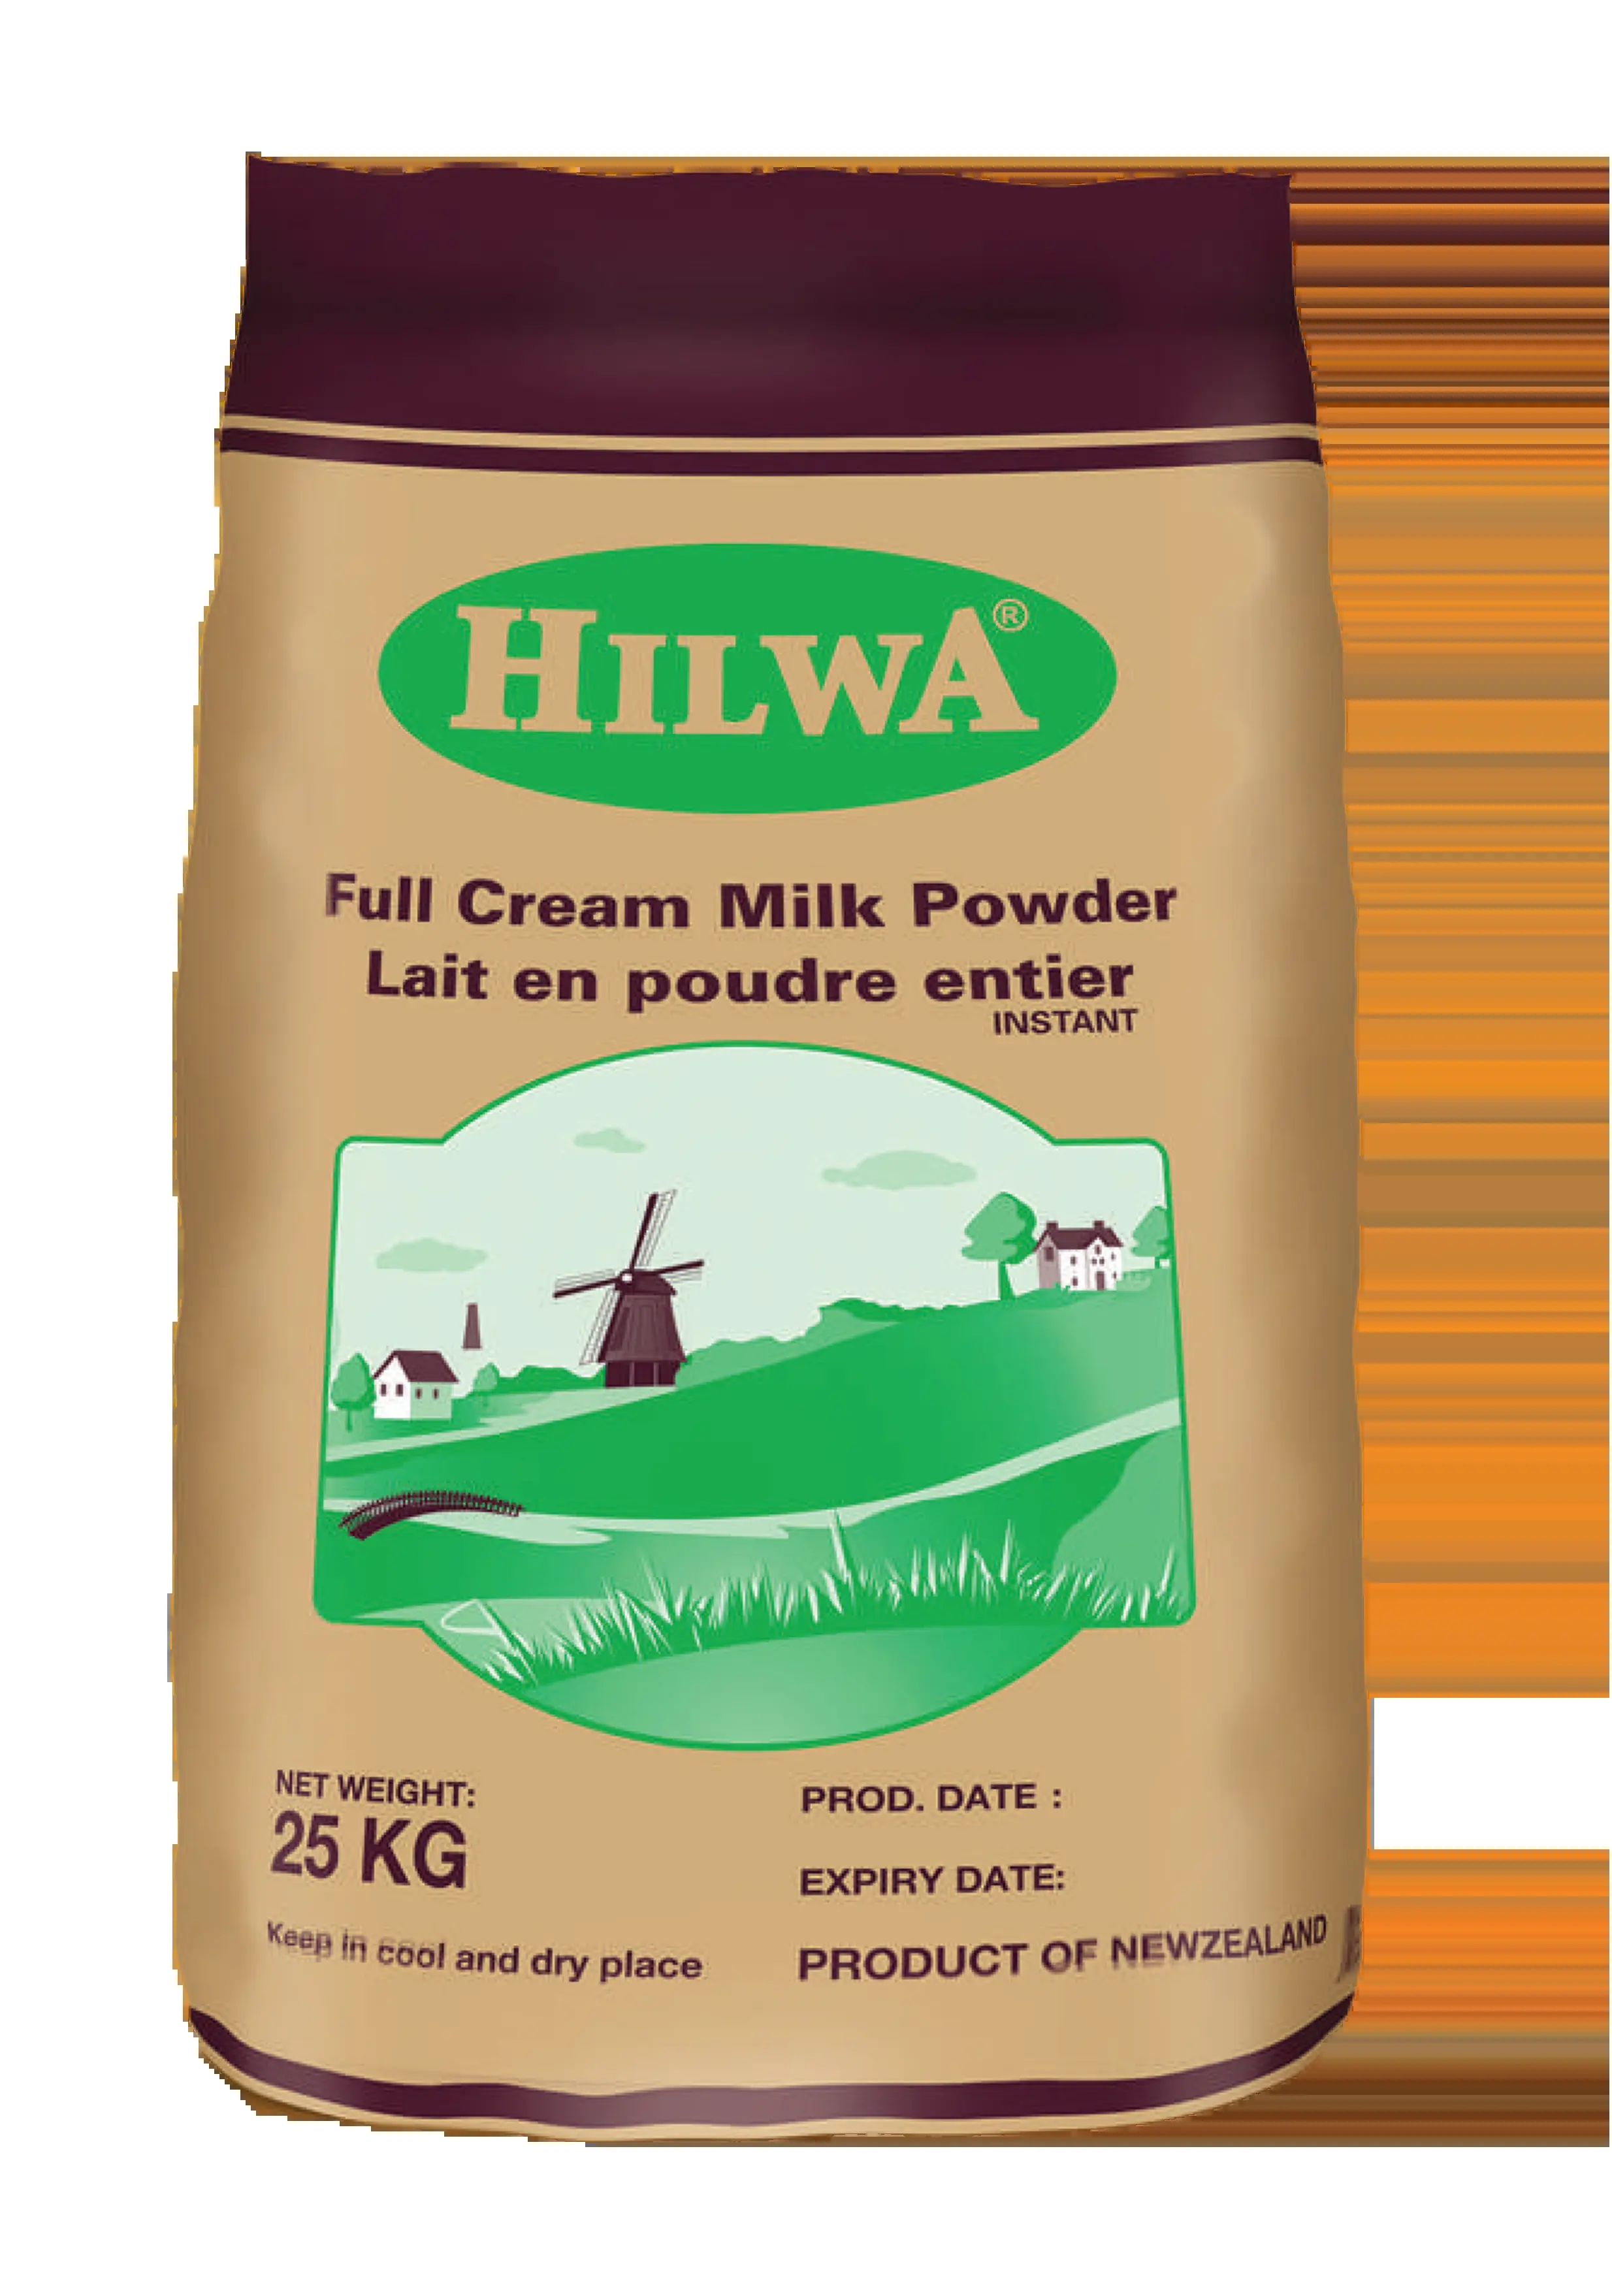 HILWA®
Full Cream Milk Powder
Lait en poudre entier
INSTANT
NET WEIGHT:
25 KG
Keep in cool and dry place
PROD. DATE :
EXPIRY DATE:
PRODUCT OF NEWZEALAND